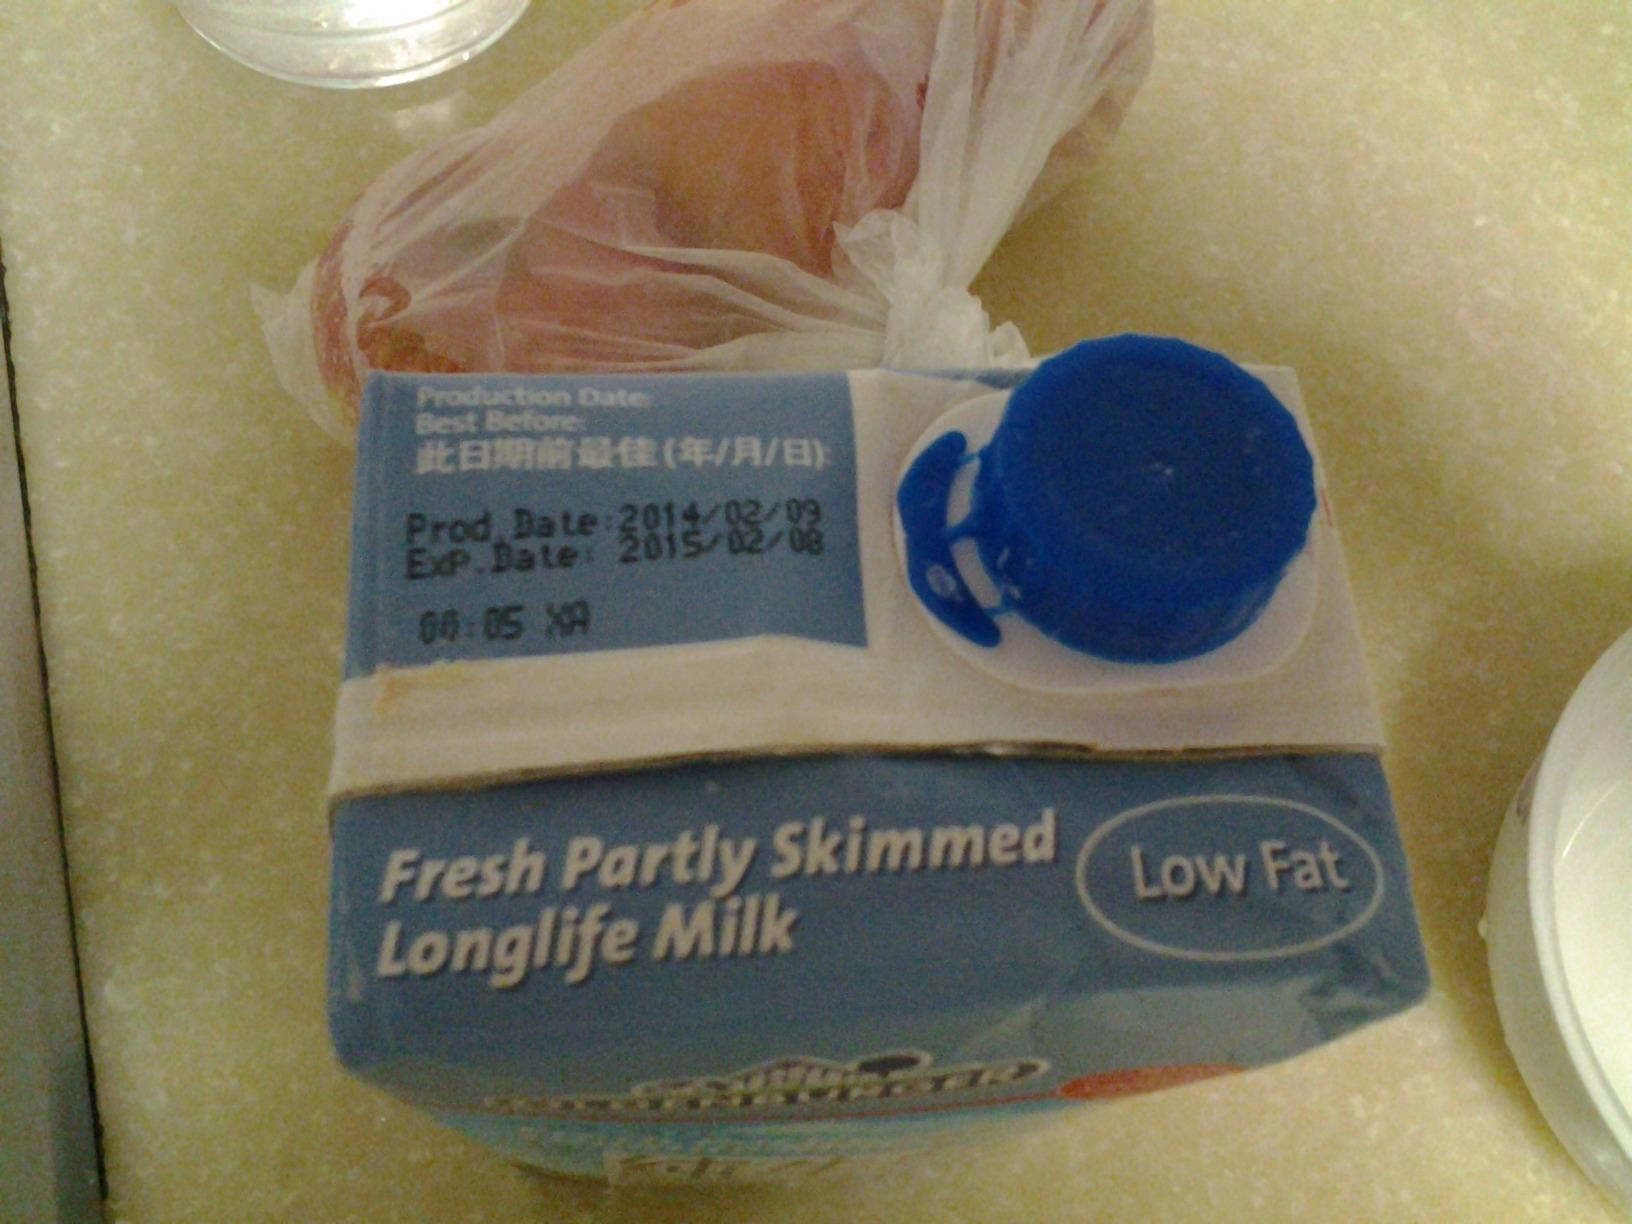 Production Date:
Best Before:
此日期前最佳(年/月/日):
Prod.Date:2014/02/09
Exp.Date: 2015/02/08
00:05 XA
Fresh Partly Skimmed
Longlife Milk
Low Fat